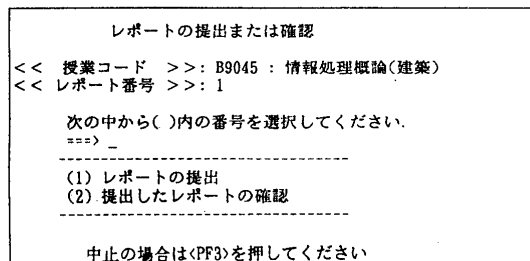 レポートの提出または確認
<< 授業コード >>: B9045 : 情報処理概論(建築)
<< レポート番号 >>: 1
次の中から( )内の番号を選択してください.
===> _
--------------------------------
(1) レポートの提出
(2) 提出したレポートの確認
--------------------------------
中止の場合は<PF3>を押してください